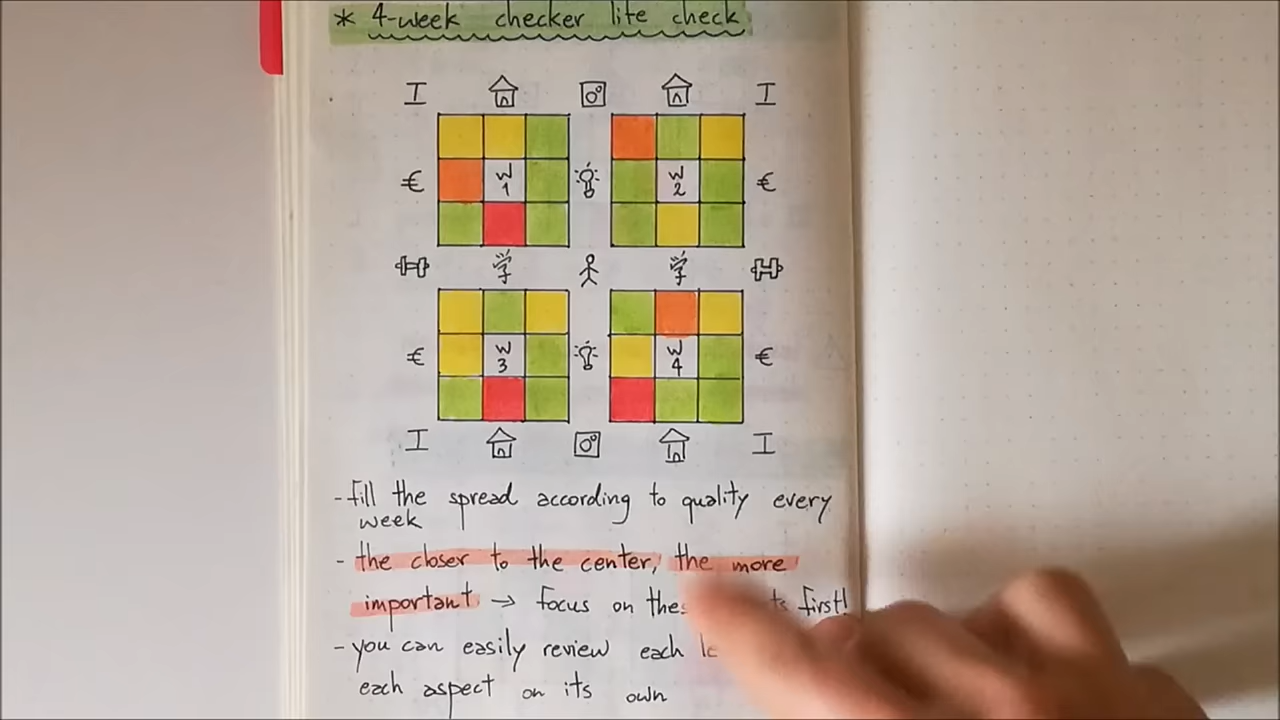 * 4-week checker life check
I I
W 1 W 2
€ €
W 3 W 4
€ €
I I
- fill the spread according to quality every
week
- the closer to the center, the more
important → focus on first!
- you can easily review each
each aspect on its own